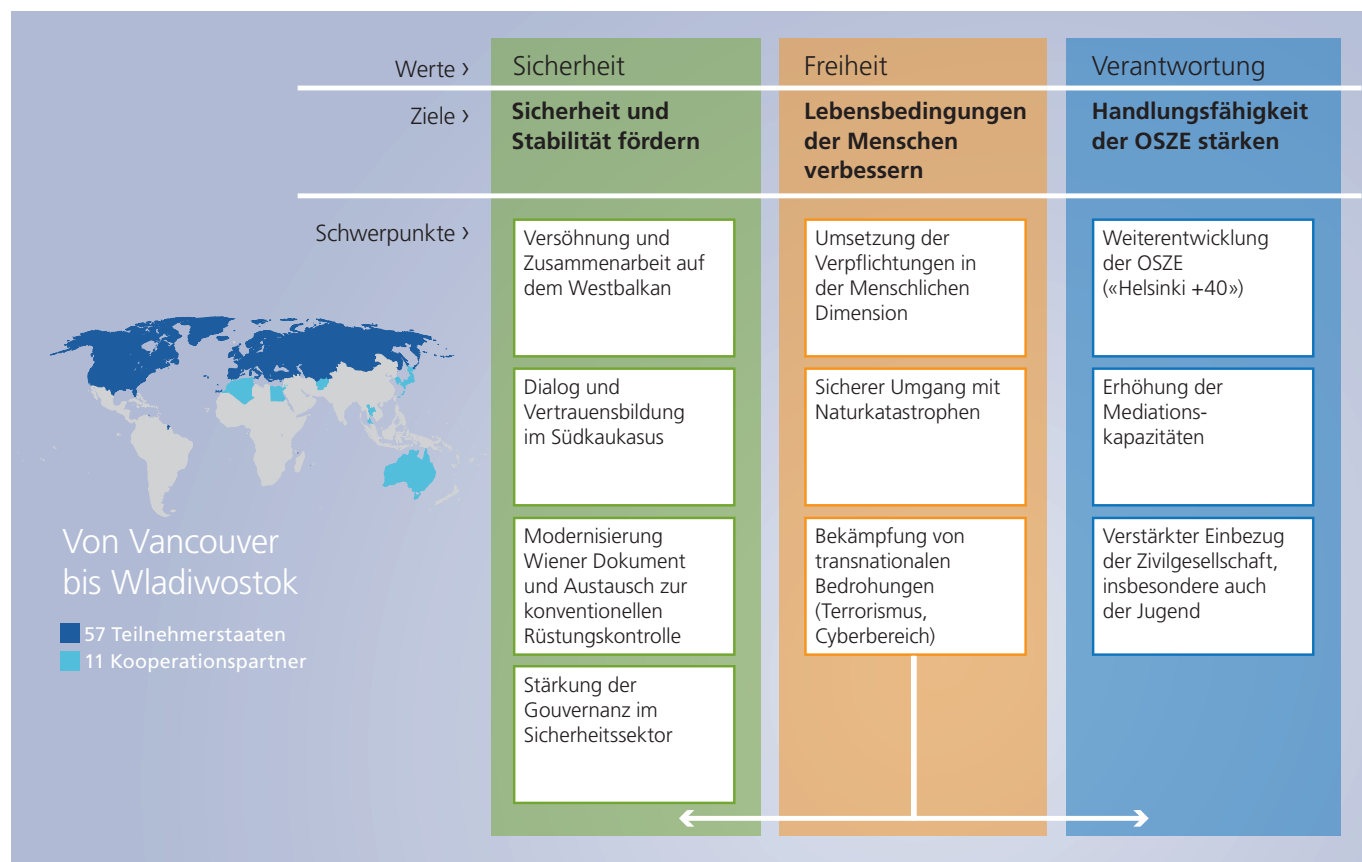 Werte ›
Sicherheit
Freiheit
Verantwortung
Ziele ›
Sicherheit und
Stabilität fördern
Lebensbedingungen
der Menschen
verbessern
Handlungsfähigkeit
der OSZE stärken
Schwerpunkte ›
Versöhnung und
Zusammenarbeit auf
dem Westbalkan
Dialog und
Vertrauensbildung
im Südkaukasus
Modernisierung
Wiener Dokument
und Austausch zur
konventionellen
Rüstungskontrolle
Stärkung der
Gouvernanz im
Sicherheitssektor
Umsetzung der
Verpflichtungen in
der Menschlichen
Dimension
Sicherer Umgang mit
Naturkatastrophen
Bekämpfung von
transnationalen
Bedrohungen
(Terrorismus,
Cyberbereich)
Weiterentwicklung
der OSZE
(«Helsinki +40»)
Erhöhung der
Mediations-
kapazitäten
Verstärkter Einbezug
der Zivilgesellschaft,
insbesondere auch
der Jugend
Von Vancouver
bis Wladiwostok
57 Teilnehmerstaaten
11 Kooperationspartner